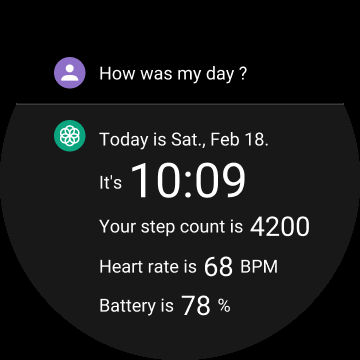 How was my day ?
Today is Sat., Feb 18.
It's 10:09
Your step count is 4200
Heart rate is 68 BPM
Battery is 78 %